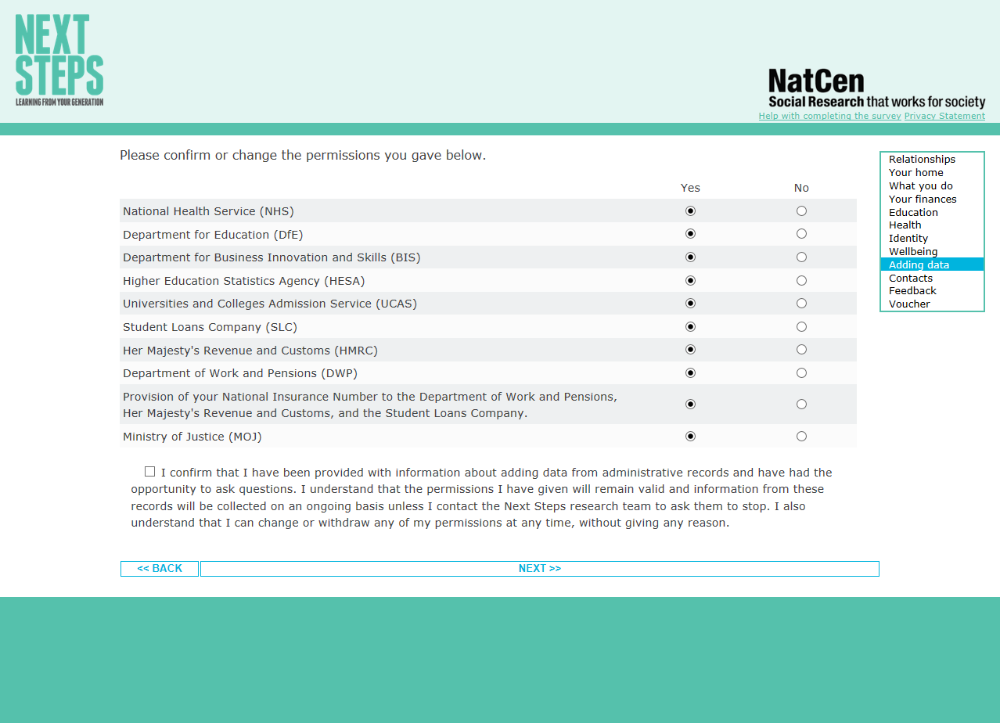 NEXT
STEPS
LEARNING FROM YOUR GENERATION
NatCen
Social Research that works for society
Help with completing the survey Privacy Statement
Please confirm or change the permissions you gave below.
Yes No
National Health Service (NHS)
Department for Education (DfE)
Department for Business Innovation and Skills (BIS)
Higher Education Statistics Agency (HESA)
Universities and Colleges Admission Service (UCAS)
Student Loans Company (SLC)
Her Majesty's Revenue and Customs (HMRC)
Department of Work and Pensions (DWP)
Provision of your National Insurance Number to the Department of Work and Pensions,
Her Majesty's Revenue and Customs, and the Student Loans Company.
Ministry of Justice (MOJ)
I confirm that I have been provided with information about adding data from administrative records and have had the
opportunity to ask questions. I understand that the permissions I have given will remain valid and information from these
records will be collected on an ongoing basis unless I contact the Next Steps research team to ask them to stop. I also
understand that I can change or withdraw any of my permissions at any time, without giving any reason.
<< BACK
NEXT >>
Relationships
Your home
What you do
Your finances
Education
Health
Identity
Wellbeing
Adding data
Contacts
Feedback
Voucher